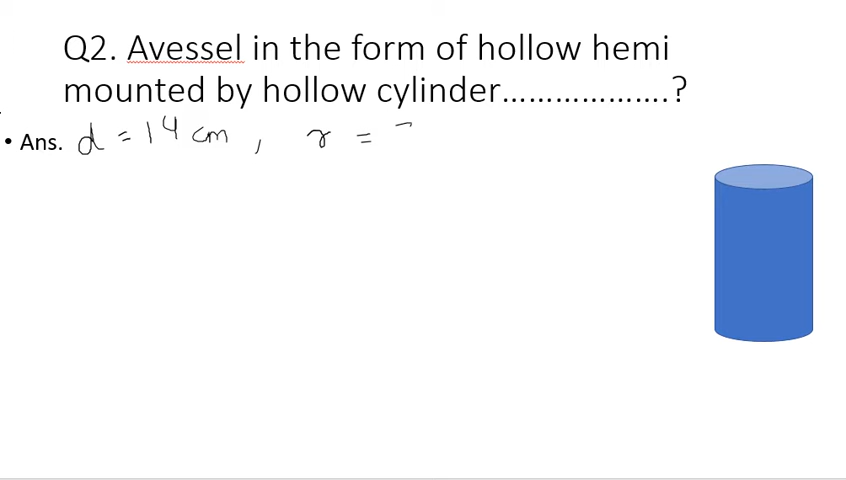 Q2. Avessel in the form of hollow hemi
mounted by hollow cylinder……………….?
• Ans. d = 14 cm , r =